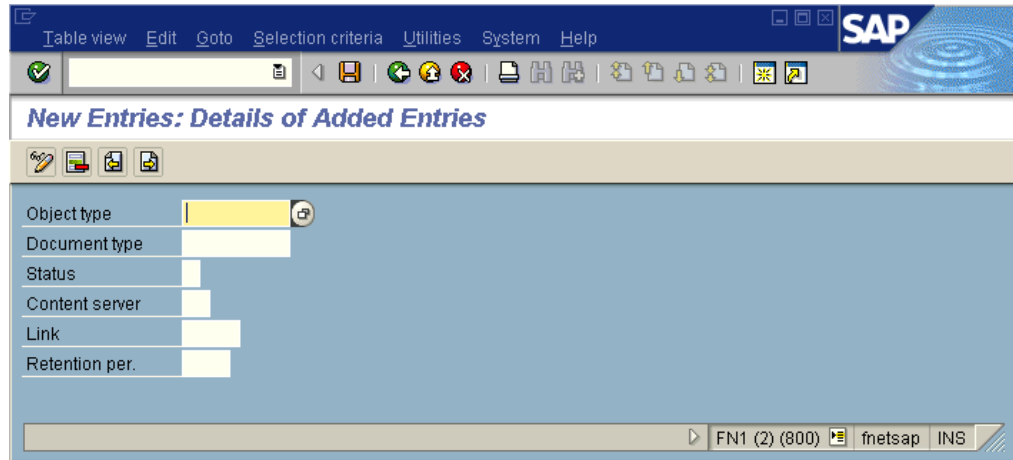 Table view Edit Goto Selection criteria Utilities System Help
SAP
New Entries: Details of Added Entries
Object type
Document type
Status
Content server
Link
Retention per.
FN1 (2) (800) fnetsap INS